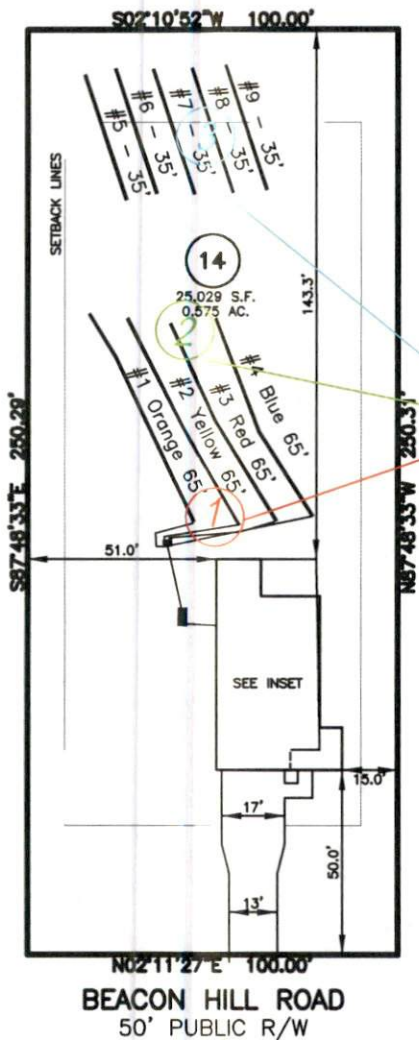 S02°10'52"W 100.00'
#5 - 35'
#6 - 35'
#7 - 35'
#8 - 35'
#9 - 35'
3
SETBACK LINES
14
25,029 S.F.
0.575 AC.
143.3'
2
#1 Orange 65'
#2 Yellow 65'
#3 Red 65'
#4 Blue 65'
1
S87°48'33"E 250.29'
N87°48'33"W 250.31'
51.0'
SEE INSET
15.0'
17'
50.0'
13'
N02°11'27"E 100.00'
BEACON HILL ROAD
50' PUBLIC R/W